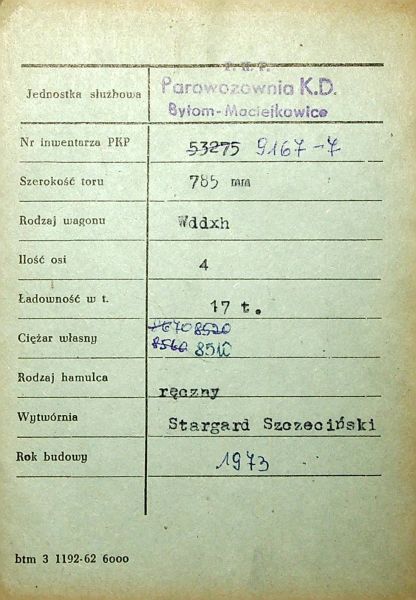 P. K. P.
Jednostka służbowa Parowozownia K.D.
Bytom-Maciejkowice
Nr inwentarza PKP 53275 9167-7
Szerokość toru 785 mm
Rodzaj wagonu Wddxh
Ilość osi 4
Ładowność w t. 17 t.
8520
Ciężar własny 8560 8510
Rodzaj hamulca ręczny
Wytwórnia Stargard Szczeciński
Rok budowy 1973
btm 3 1192-62 6000